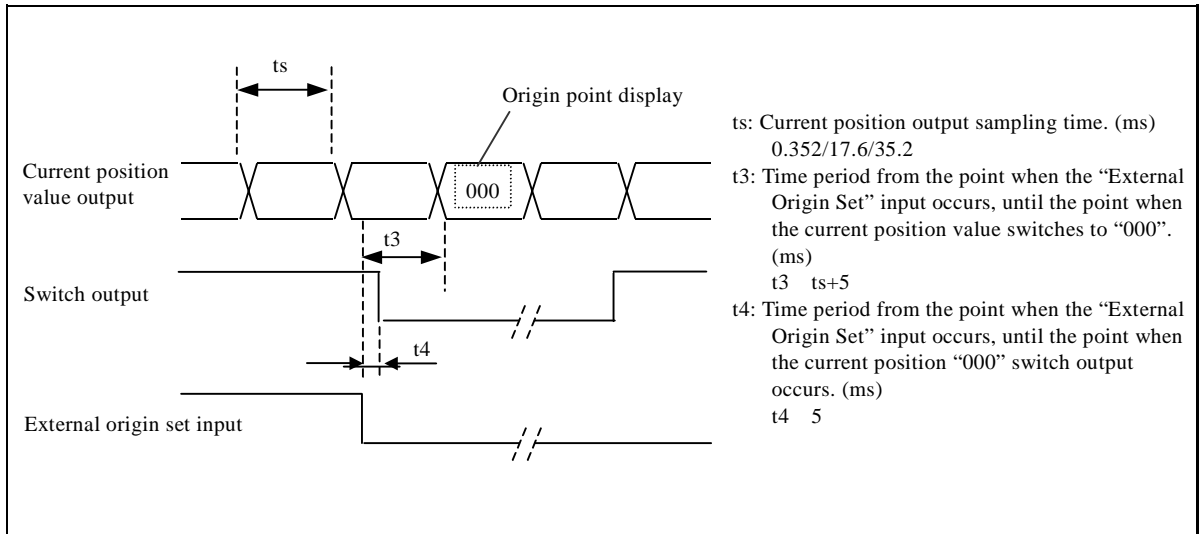 ts
Origin point display
Current position
value output
000
t3
Switch output
t4
External origin set input
ts: Current position output sampling time. (ms)
0.352/17.6/35.2
t3: Time period from the point when the “External
Origin Set” input occurs, until the point when
the current position value switches to “000”.
(ms)
t3 ts+5
t4: Time period from the point when the “External
Origin Set” input occurs, until the point when
the current position “000” switch output
occurs. (ms)
t4 5